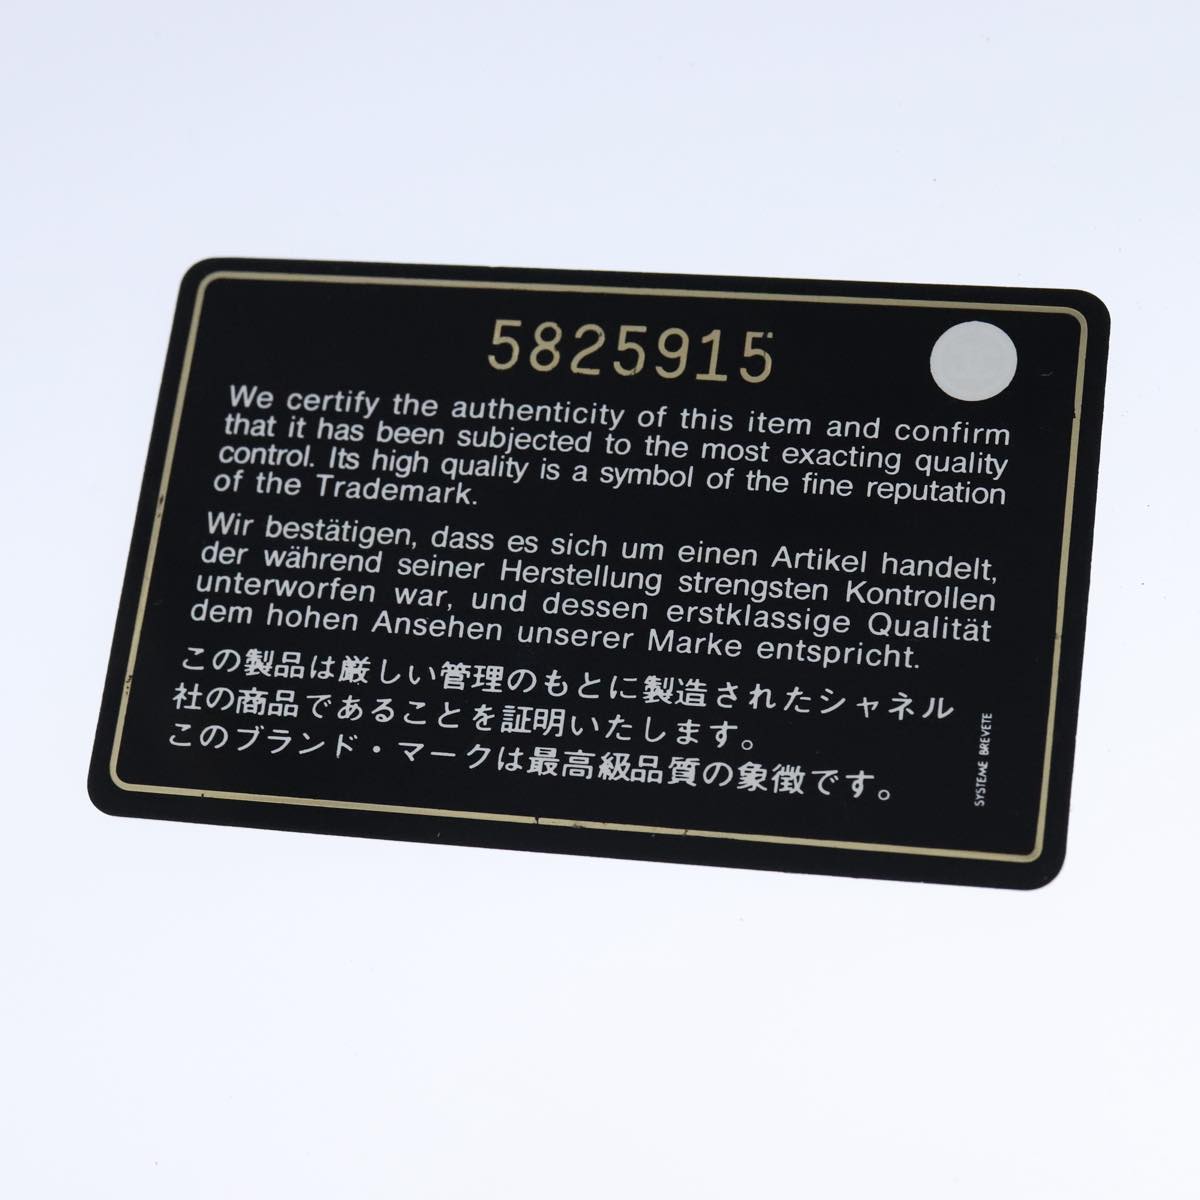 5825915
We certify the authenticity of this item and confirm
that it has been subjected to the most exacting quality
control. Its high quality is a symbol of the fine reputation
of the Trademark.
Wir bestätigen, dass es sich um einen Artikel handelt,
der während seiner Herstellung strengsten Kontrollen
unterworfen war, und dessen erstklassige Qualität
dem hohen Ansehen unserer Marke entspricht.
この製品は厳しい管理のもとに製造されたシャネル
社の商品であることを証明いたします。
このブランド・マークは最高級品質の象徴です。
SYSTEME BREVETE